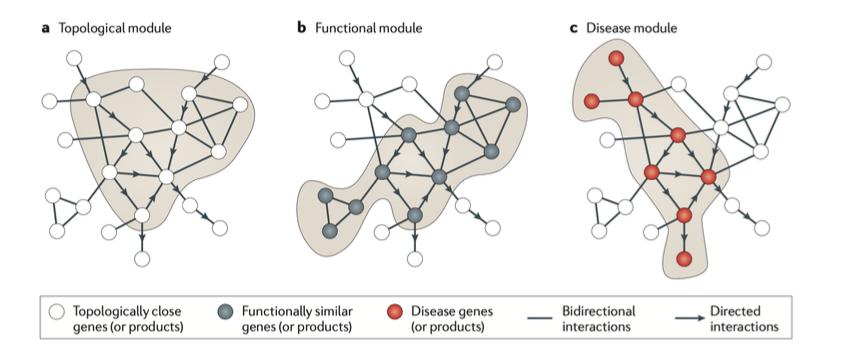 a Topological module
b Functional module
c Disease module
Topologically close
genes (or products)
Functionally similar
genes (or products)
Disease genes
(or products)
Bidirectional
interactions
Directed
interactions